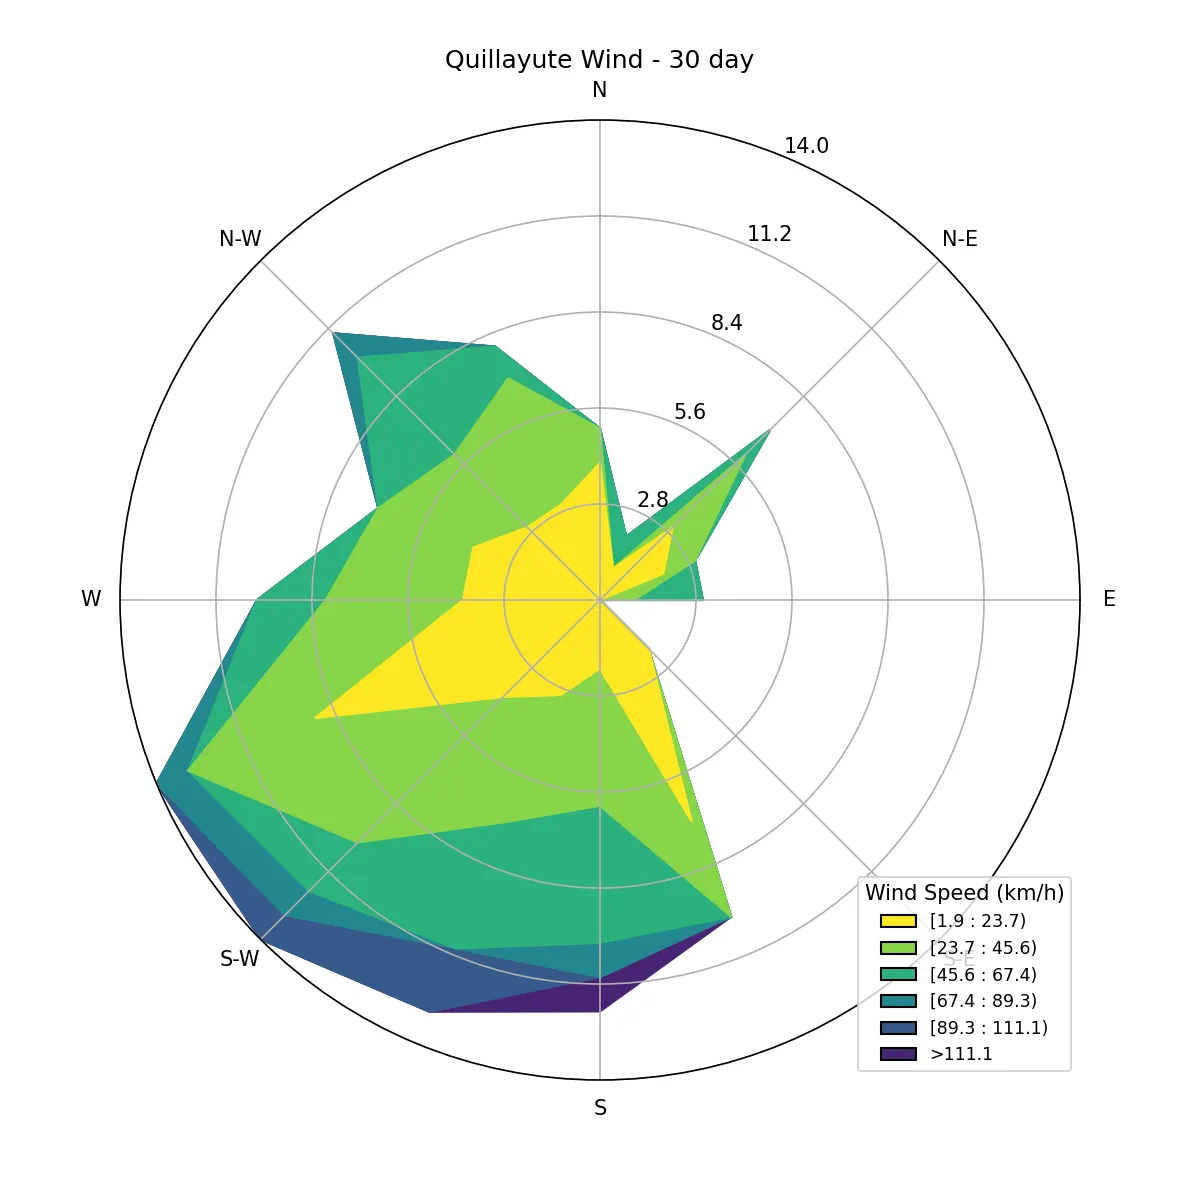 Quillayute Wind - 30 day
N
14.0
N-W
11.2
N-E
8.4
5.6
2.8
W
E
Wind Speed (km/h)
[1.9 : 23.7)
[23.7 : 45.6)
S-W
S-E
[45.6 : 67.4)
[67.4 : 89.3)
[89.3 : 111.1)
>111.1
S